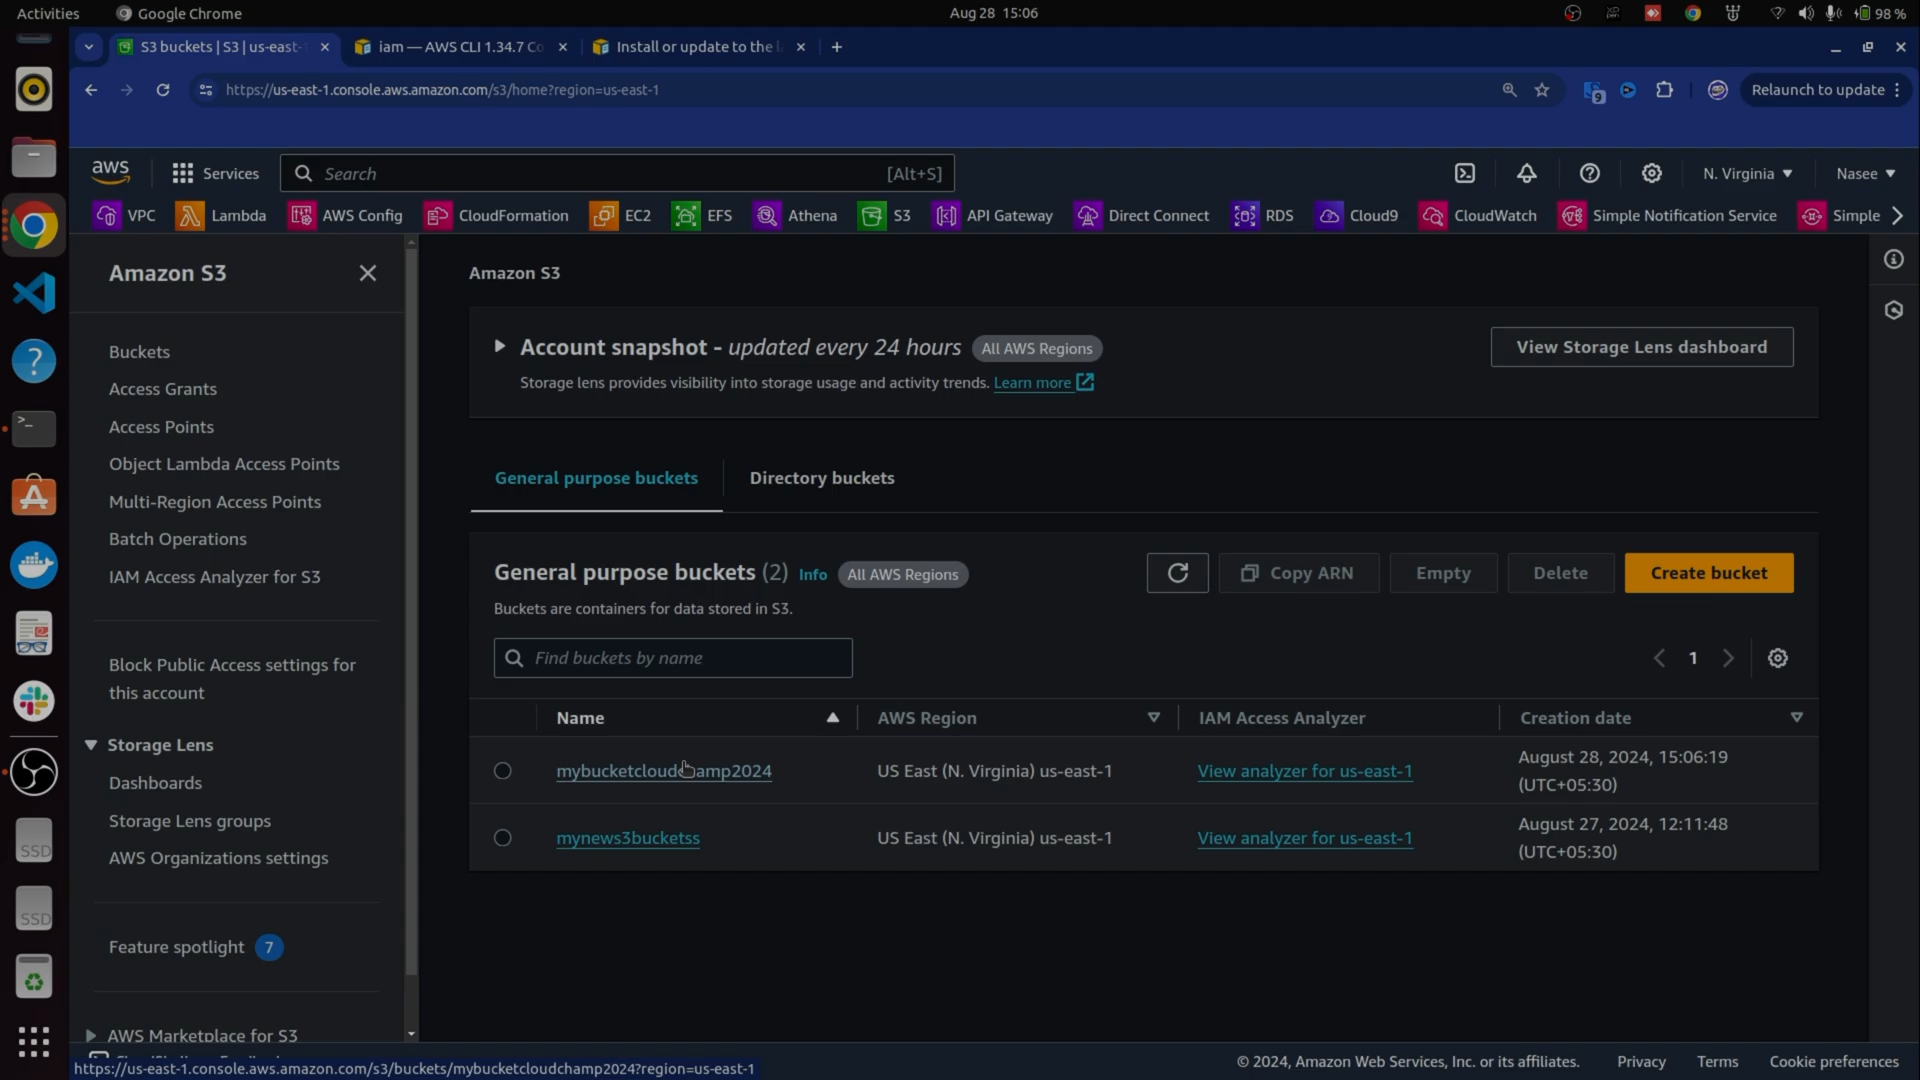 Activities
Google Chrome
Aug 28 15:06
98 %
S3 buckets | S3 | us-east-
iam — AWS CLI 1.34.7 Co
Install or update to the la
https://us-east-1.console.aws.amazon.com/s3/home?region=us-east-1
9
Relaunch to update
aws
Services
Search
[Alt+S]
N. Virginia
Nasee
VPC
Lambda
AWS Config
CloudFormation
EC2
EFS
Athena
S3
API Gateway
Direct Connect
RDS
Cloud9
CloudWatch
Simple Notification Service
Simple
Amazon S3
Buckets
Access Grants
Access Points
Object Lambda Access Points
Multi-Region Access Points
Batch Operations
IAM Access Analyzer for S3
Block Public Access settings for
this account
Storage Lens
Dashboards
Storage Lens groups
AWS Organizations settings
Feature spotlight 7
AWS Marketplace for S3
Amazon S3
Account snapshot - updated every 24 hours
All AWS Regions
View Storage Lens dashboard
Storage lens provides visibility into storage usage and activity trends. Learn more
General purpose buckets
Directory buckets
General purpose buckets (2) Info All AWS Regions
Copy ARN
Empty
Delete
Create bucket
Buckets are containers for data stored in S3.
Find buckets by name
1
Name
AWS Region
IAM Access Analyzer
Creation date
mybucketcloudchamp2024
US East (N. Virginia) us-east-1
View analyzer for us-east-1
August 28, 2024, 15:06:19
(UTC+05:30)
mynews3bucketss
US East (N. Virginia) us-east-1
View analyzer for us-east-1
August 27, 2024, 12:11:48
(UTC+05:30)
SSD
SSD
https://us-east-1.console.aws.amazon.com/s3/buckets/mybucketcloudchamp2024?region=us-east-1
© 2024, Amazon Web Services, Inc. or its affiliates.
Privacy
Terms
Cookie preferences